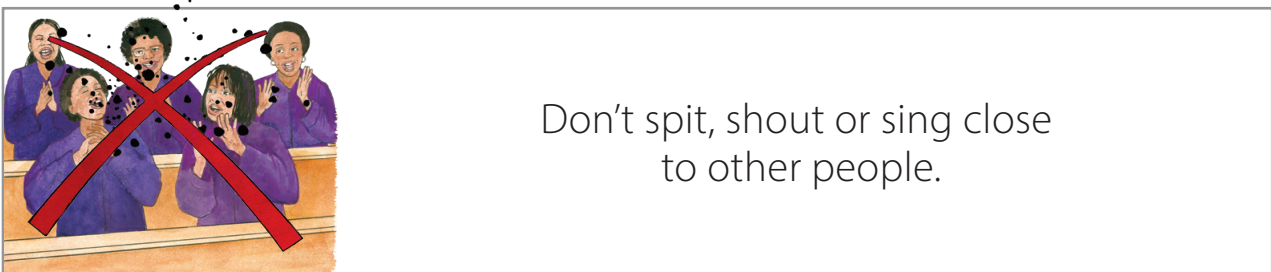 Don’t spit, shout or sing close
to other people.